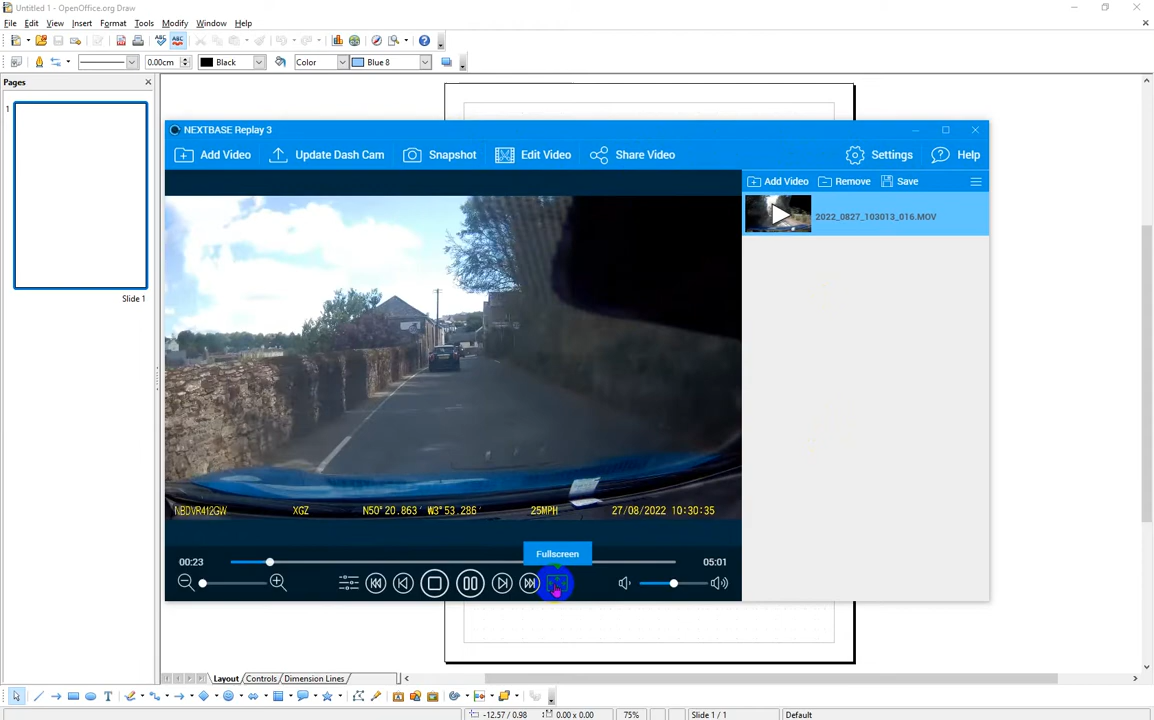 Untitled 1 - OpenOffice.org Draw
File Edit View Insert Format Tools Modify Window Help
0.00cm Black Color Blue 8
Pages
1
Slide 1
NEXTBASE Replay 3
Add Video Update Dash Cam Snapshot Edit Video Share Video Settings Help
Add Video Remove Save
2022_0827_103013_016.MOV
NBDVR412GW XGZ N50°20.863' W3°53.286' 25MPH 27/08/2022 10:30:35
Fullscreen
00:23 05:01
Layout Controls Dimension Lines
-12.57 / 0.98 0.00 x 0.00 75% Slide 1 / 1 Default